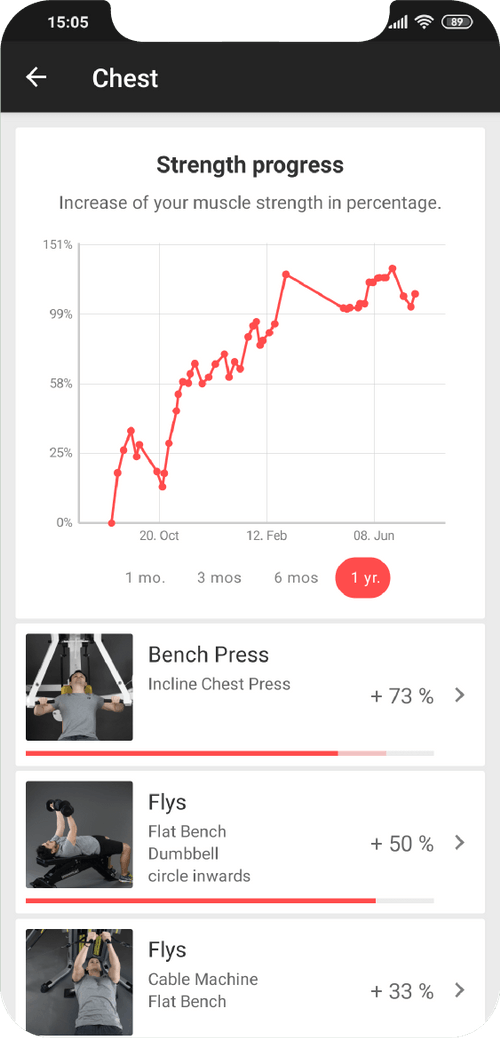 15:05
89
Chest
Strength progress
Increase of your muscle strength in percentage.
151%
99%
58%
25%
0%
20. Oct
12. Feb
08. Jun
1 mo.
3 mos
6 mos
1 yr.
Bench Press
Incline Chest Press
+ 73 %
Flys
Flat Bench
Dumbbell
circle inwards
+ 50 %
Flys
Cable Machine
Flat Bench
+ 33 %